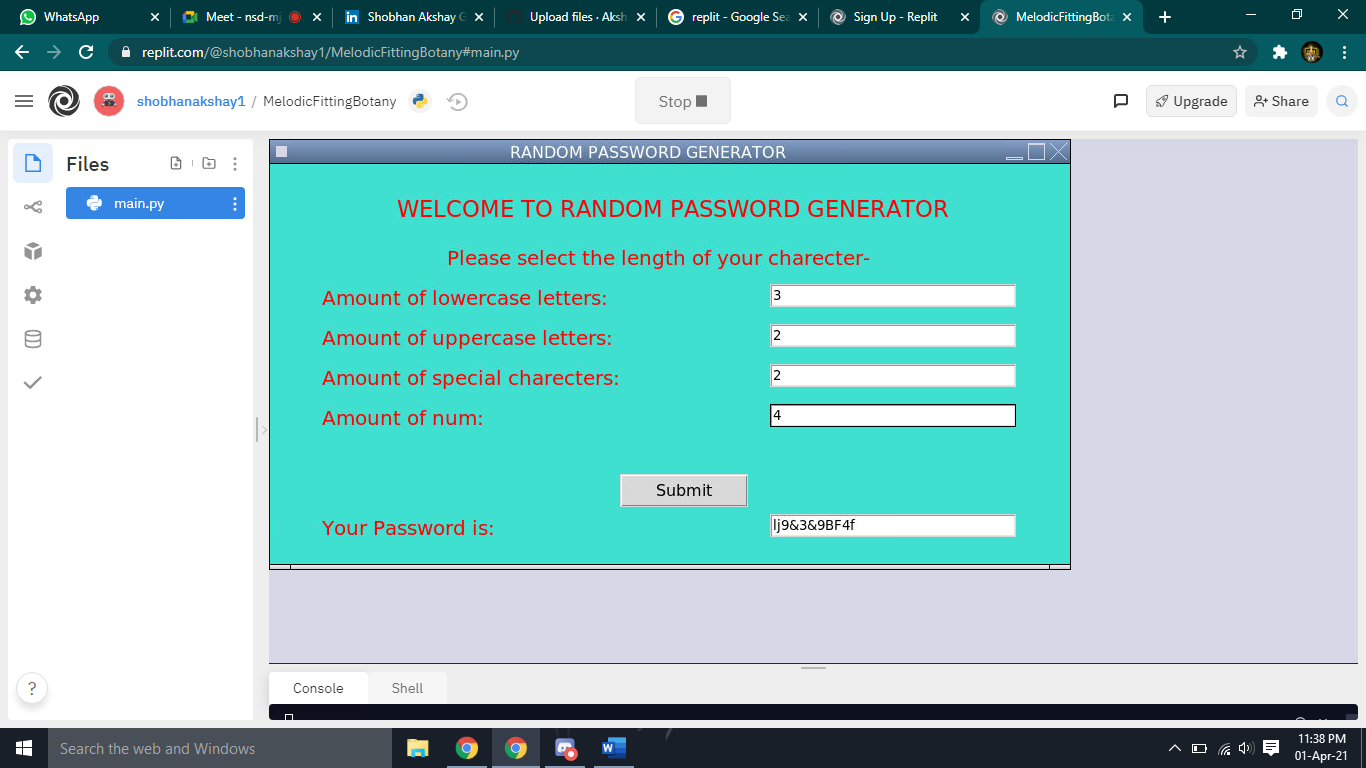 WhatsApp
Meet - nsd-mj
Shobhan Akshay G
Upload files · Aksh
replit - Google Sea
Sign Up - Replit
MelodicFittingBota
replit.com/@shobhanakshay1/MelodicFittingBotany#main.py
shobhanakshay1 / MelodicFittingBotany
Stop
Upgrade
Share
Files
main.py
RANDOM PASSWORD GENERATOR
WELCOME TO RANDOM PASSWORD GENERATOR
Please select the length of your charecter-
Amount of lowercase letters: 3
Amount of uppercase letters: 2
Amount of special charecters: 2
Amount of num: 4
Submit
Your Password is: lj9&3&9BF4f
Console
Shell
?
Search the web and Windows
11:38 PM
01-Apr-21